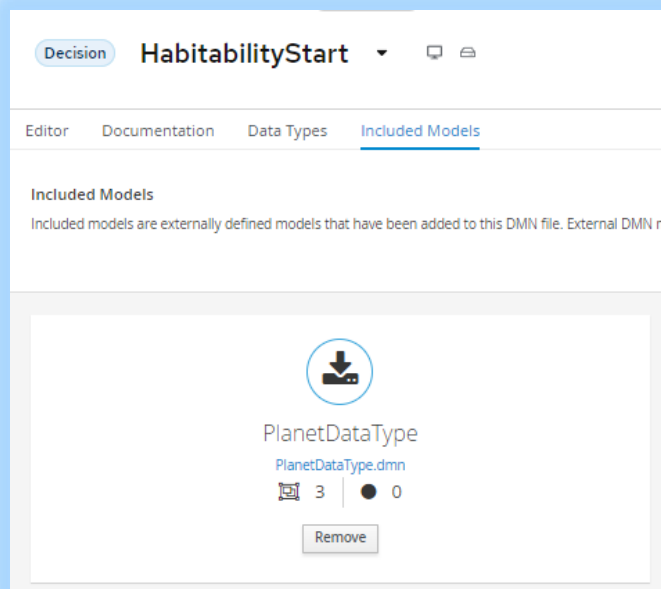 Decision HabitabilityStart
Editor Documentation Data Types Included Models
Included Models
Included models are externally defined models that have been added to this DMN file. External DMN
PlanetDataType
PlanetDataType.dmn
3 0
Remove